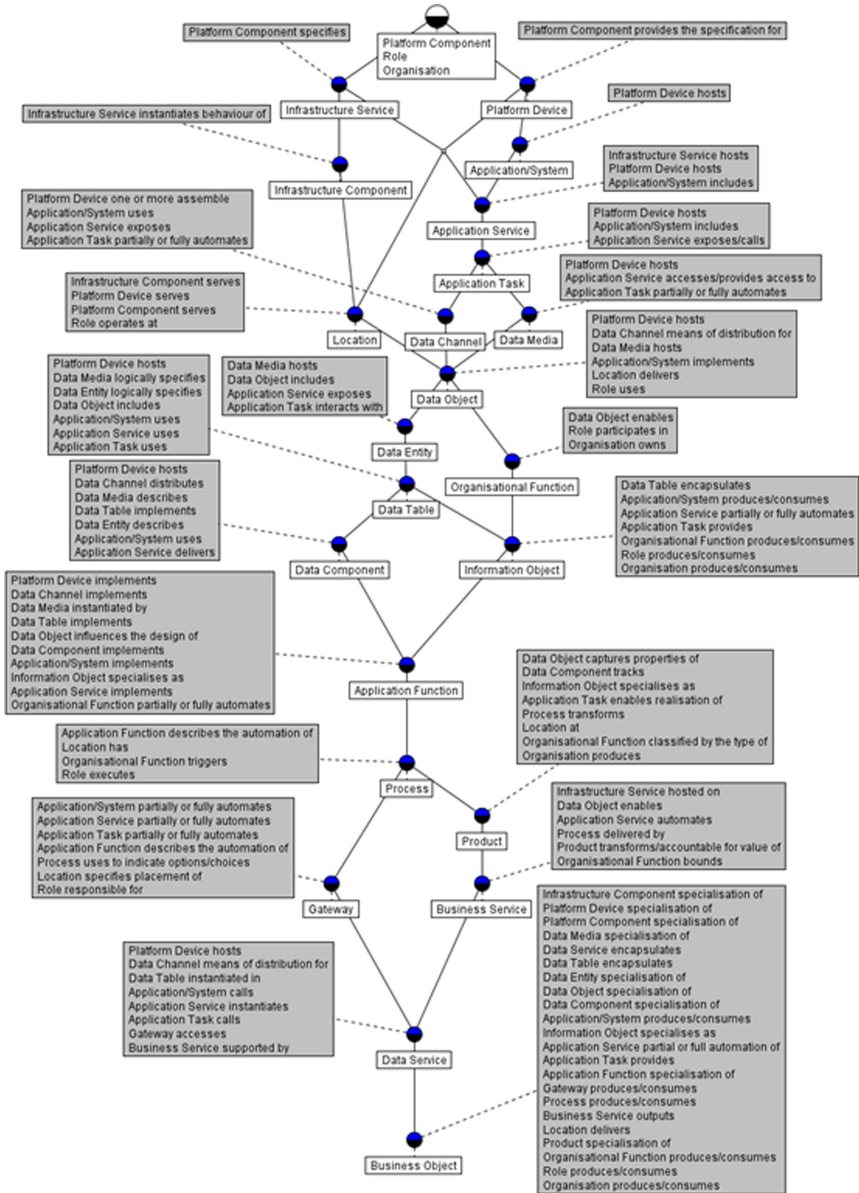 Platform Component specifies
Platform Component
Role
Organisation
Platform Component provides the specification for
Infrastructure Service
Platform Device
Platform Device hosts
Infrastructure Service instantiates behaviour of
Infrastructure Component
Application/System
Infrastructure Service hosts
Platform Device hosts
Application/System includes
Platform Device one or more assemble
Application/System uses
Application Service exposes
Application Task partially or fully automates
Application Service
Platform Device hosts
Application/System includes
Application Service exposes/calls
Application Task
Platform Device hosts
Application Service accesses/provides access to
Application Task partially or fully automates
Infrastructure Component serves
Platform Device serves
Platform Component serves
Role operates at
Location
Data Channel
Data Media
Platform Device hosts
Data Channel means of distribution for
Data Media hosts
Application/System implements
Location delivers
Role uses
Platform Device hosts
Data Media logically specifies
Data Entity logically specifies
Data Object includes
Application/System uses
Application Service uses
Application Task uses
Data Media hosts
Data Object includes
Application Service exposes
Application Task interacts with
Data Object
Data Object enables
Role participates in
Organisation owns
Data Entity
Organisational Function
Platform Device hosts
Data Channel distributes
Data Media describes
Data Table implements
Data Entity describes
Application/System uses
Application Service delivers
Data Table
Data Table encapsulates
Application/System produces/consumes
Application Service partially or fully automates
Application Task provides
Organisational Function produces/consumes
Role produces/consumes
Organisation produces/consumes
Data Component
Information Object
Platform Device implements
Data Channel implements
Data Media instantiated by
Data Table implements
Data Object influences the design of
Data Component implements
Application/System implements
Information Object specialises as
Application Service implements
Organisational Function partially or fully automates
Application Function
Data Object captures properties of
Data Component tracks
Information Object specialises as
Application Task enables realisation of
Process transforms
Location at
Organisational Function classified by the type of
Organisation produces
Application Function describes the automation of
Location has
Organisational Function triggers
Role executes
Process
Application/System partially or fully automates
Application Service partially or fully automates
Application Task partially or fully automates
Application Function describes the automation of
Process uses to indicate options/choices
Location specifies placement of
Role responsible for
Product
Infrastructure Service hosted on
Data Object enables
Application Service automates
Process delivered by
Product transforms/accountable for value of
Organisational Function bounds
Gateway
Business Service
Platform Device hosts
Data Channel means of distribution for
Data Table instantiated in
Application/System calls
Application Service instantiates
Application Task calls
Gateway accesses
Business Service supported by
Data Service
Infrastructure Component specialisation of
Platform Device specialisation of
Platform Component specialisation of
Data Media specialisation of
Data Service encapsulates
Data Table encapsulates
Data Entity specialisation of
Data Object specialisation of
Data Component specialisation of
Application/System produces/consumes
Information Object specialises as
Application Service partial or full automation of
Application Task provides
Application Function specialisation of
Gateway produces/consumes
Process produces/consumes
Business Service outputs
Location delivers
Product specialisation of
Organisational Function produces/consumes
Role produces/consumes
Organisation produces/consumes
Business Object